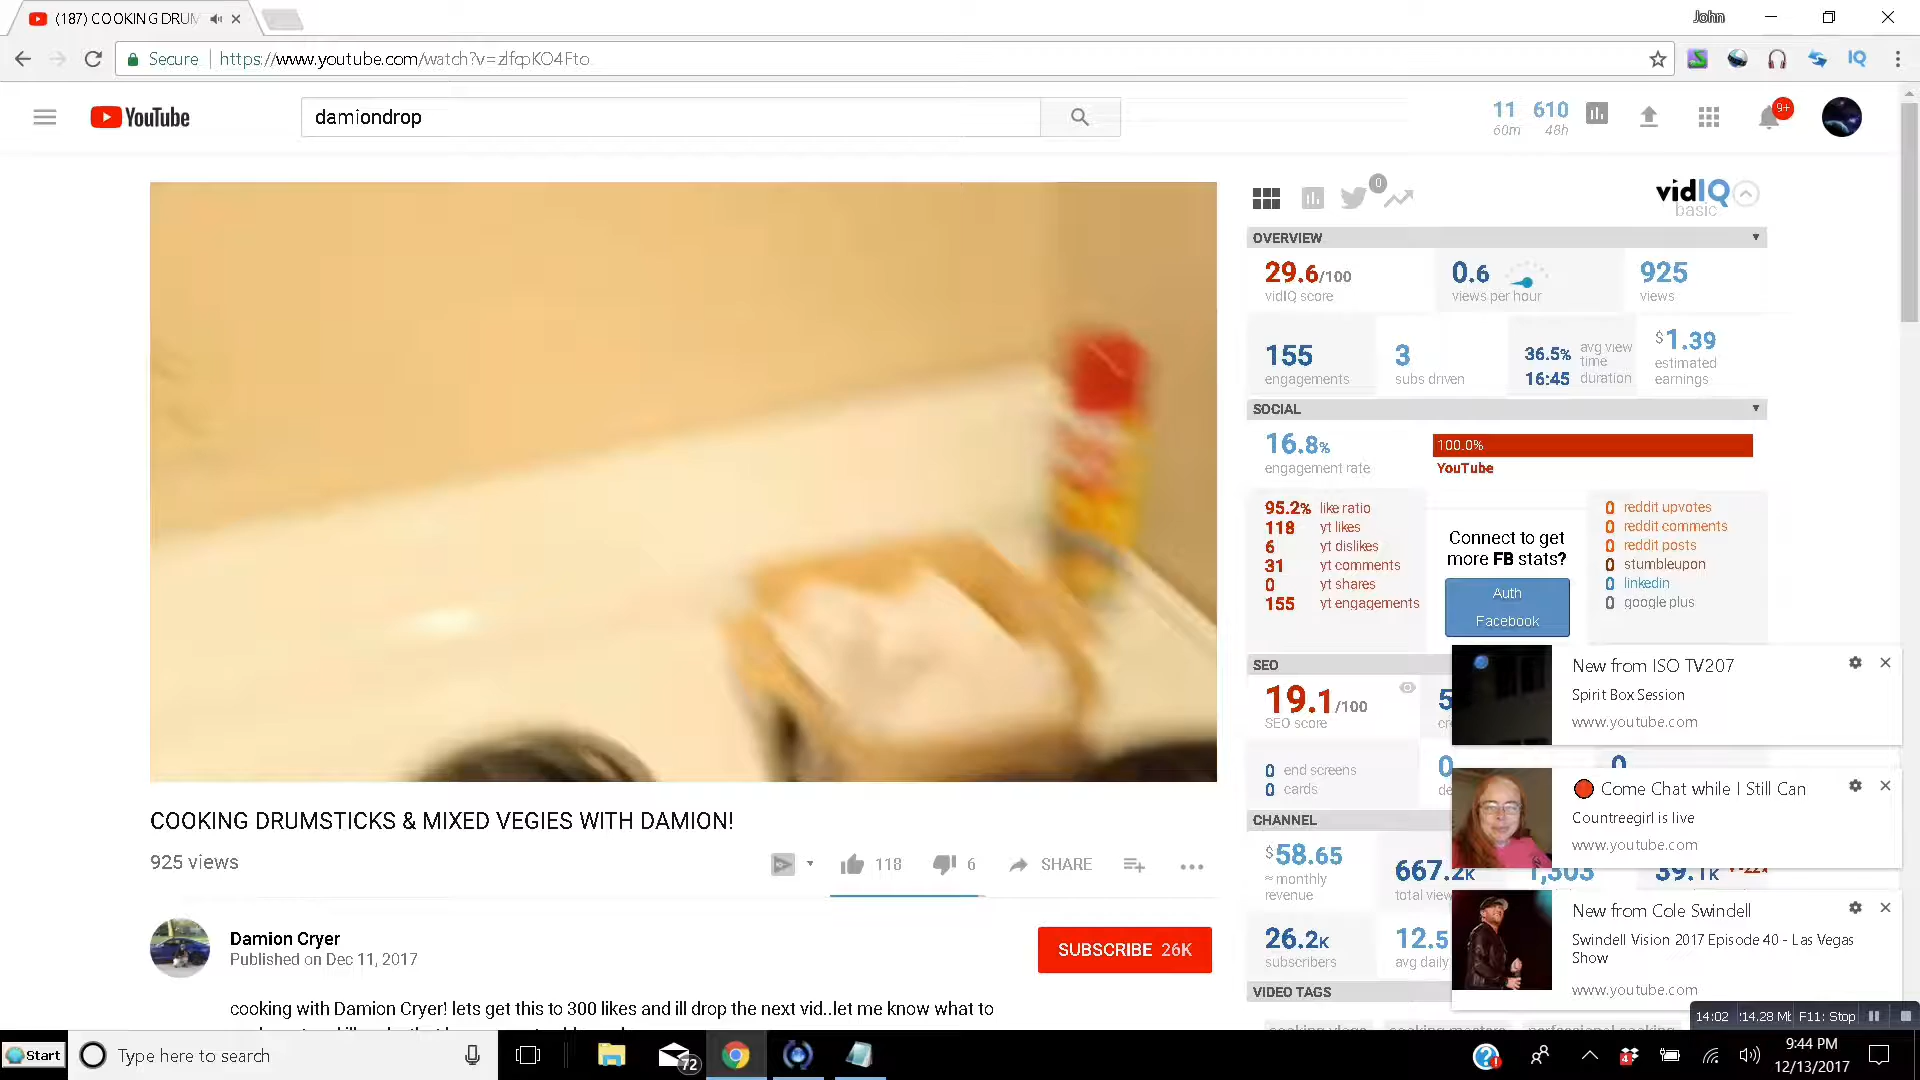 (187) COOKING DRUM
John
Secure https://www.youtube.com/watch?v=zlfqpKO4Fto
IQ
YouTube
damiondrop
11 610
60m 48h
9+
0
vidIQ
basic
OVERVIEW
29.6/100
vidIQ score
0.6
views per hour
925
views
155
engagements
3
subs driven
36.5% avg view time
16:45 duration
$1.39
estimated
earnings
SOCIAL
16.8%
engagement rate
100.0%
YouTube
95.2% like ratio
118 yt likes
6 yt dislikes
31 yt comments
0 yt shares
155 yt engagements
Connect to get
more FB stats?
Auth
Facebook
0 reddit upvotes
0 reddit comments
0 reddit posts
0 stumbleupon
0 linkedin
0 google plus
SEO
19.1/100
SEO score
0 end screens
0 cards
New from ISO TV207
Spirit Box Session
www.youtube.com
Come Chat while I Still Can
Countreegirl is live
www.youtube.com
COOKING DRUMSTICKS & MIXED VEGIES WITH DAMION!
925 views
118 6 SHARE
CHANNEL
$58.65
≈ monthly
revenue
667.2K
total view
1,303
39.1K
New from Cole Swindell
Swindell Vision 2017 Episode 40 - Las Vegas
Show
www.youtube.com
26.2K
subscribers
12.5
avg daily
VIDEO TAGS
Damion Cryer
Published on Dec 11, 2017
SUBSCRIBE 26K
cooking with Damion Cryer! lets get this to 300 likes and ill drop the next vid..let me know what to
14:02 F11: Stop
Start
Type here to search
72
9:44 PM
12/13/2017